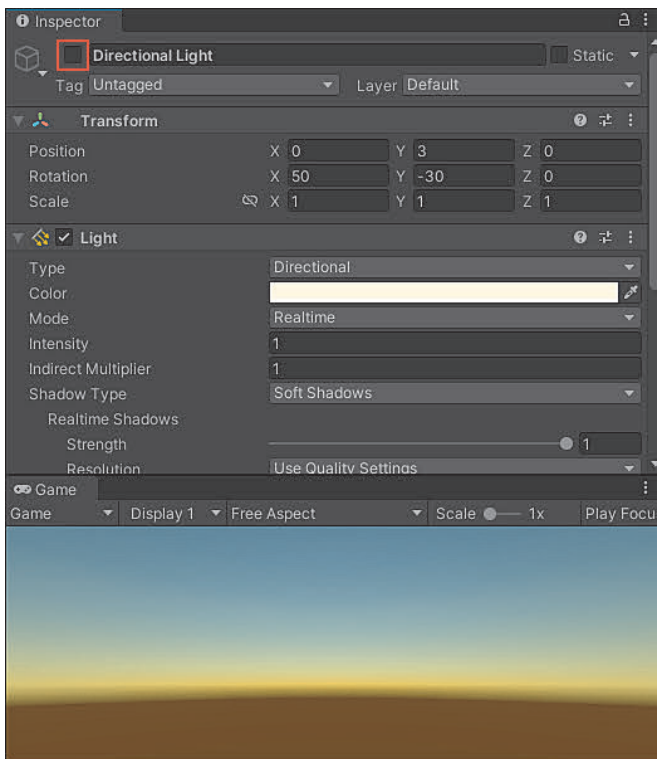 Inspector
Directional Light Static
Tag Untagged Layer Default
Transform
Position X 0 Y 3 Z 0
Rotation X 50 Y -30 Z 0
Scale X 1 Y 1 Z 1
Light
Type Directional
Color
Mode Realtime
Intensity 1
Indirect Multiplier 1
Shadow Type Soft Shadows
Realtime Shadows
Strength 1
Resolution Use Quality Settings
Game
Game Display 1 Free Aspect Scale 1x Play Focu